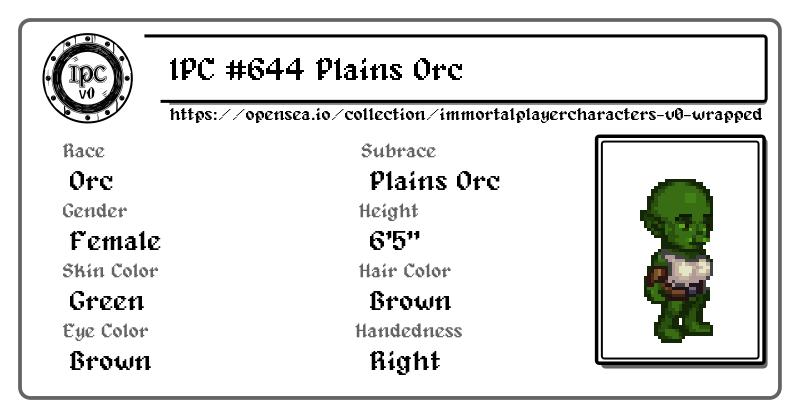 IPC
v0
IPC #644 Plains Orc
https://opensea.io/collection/immortalplayercharacters-v0-wrapped
Race
Orc
Subrace
Plains Orc
Gender
Female
Height
6'5"
Skin Color
Green
Hair Color
Brown
Eye Color
Brown
Handedness
Right